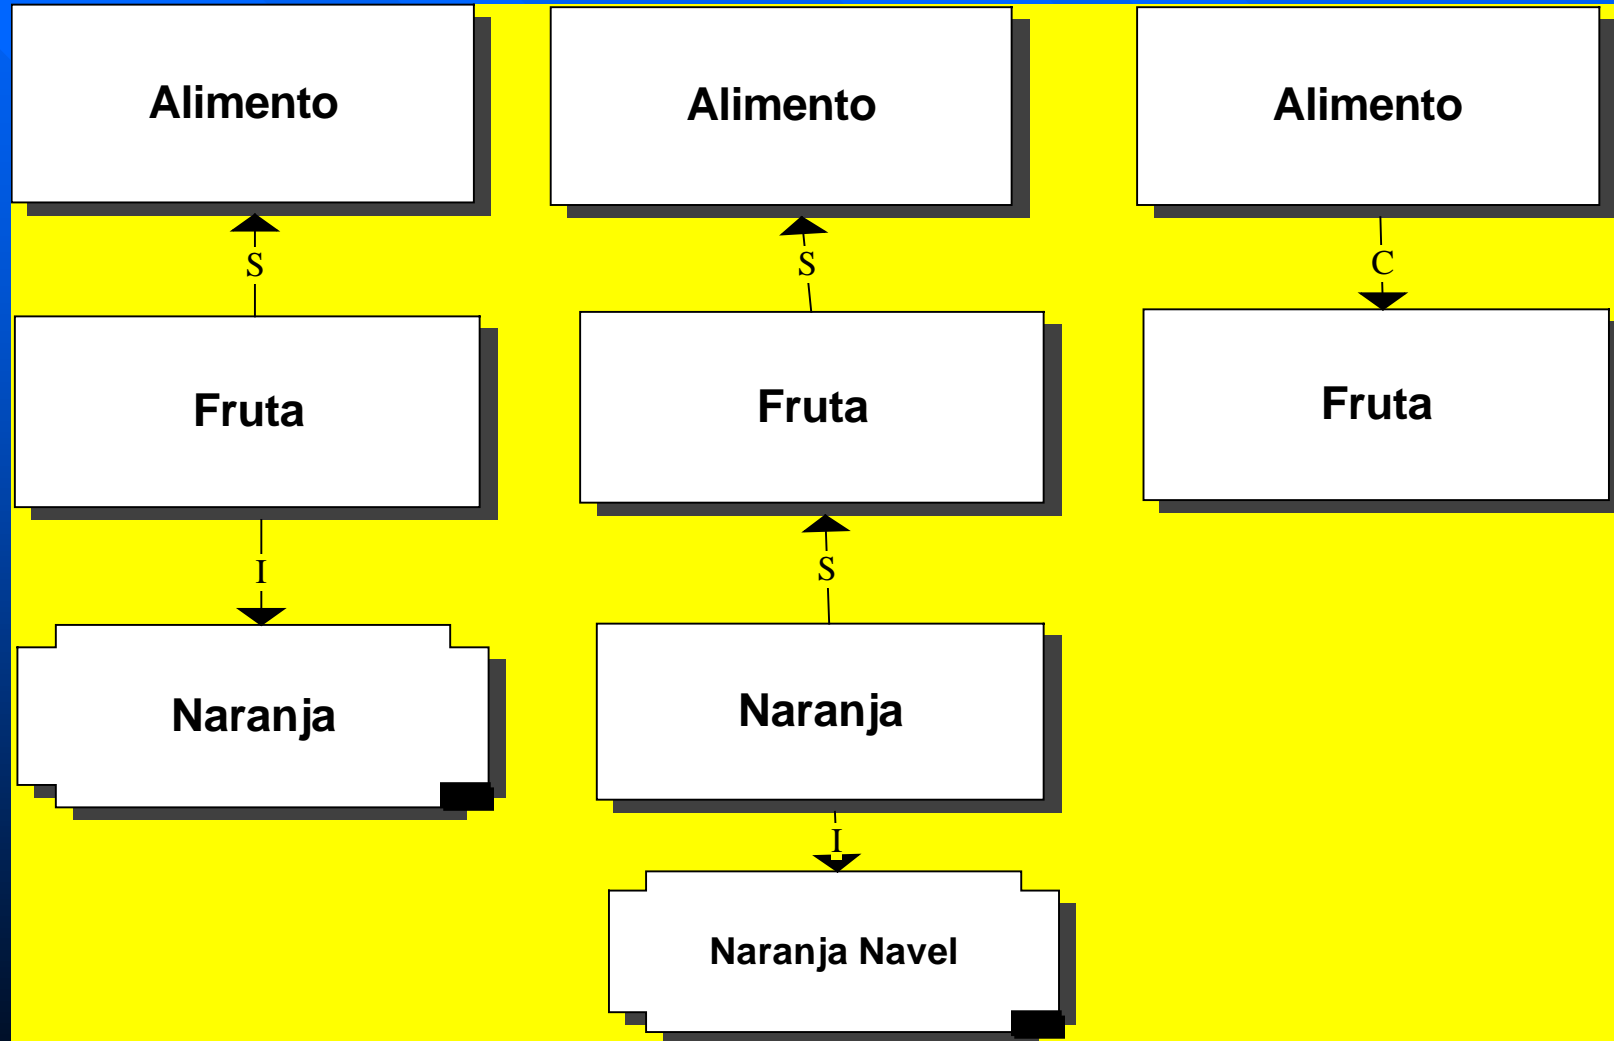 Alimento
S
Fruta
I
Naranja
Alimento
S
Fruta
S
Naranja
I
Naranja Navel
Alimento
C
Fruta